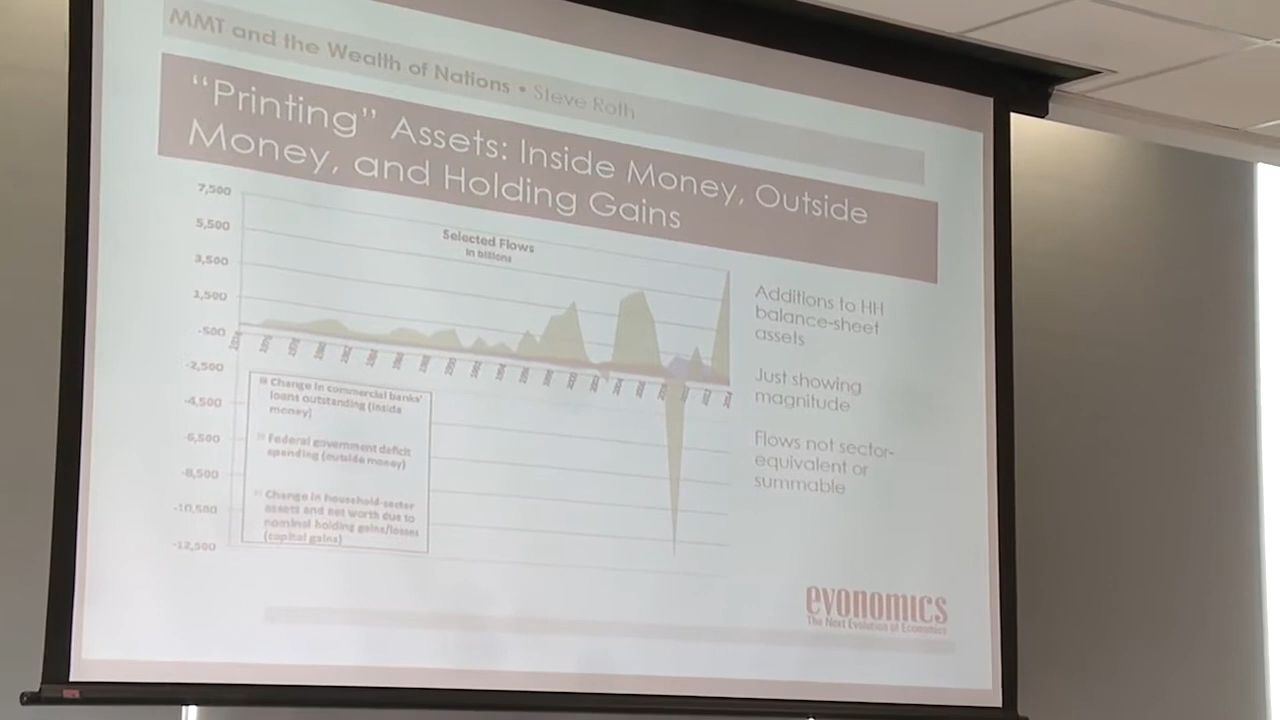 MMT and the Wealth of Nations • Steve Roth
“Printing” Assets: Inside Money, Outside
Money, and Holding Gains
Selected Flows
In billions
7,500
5,500
3,500
1,500
-500
-2,500
-4,500
-6,500
-8,500
-10,500
-12,500
Change in commercial banks'
loans outstanding (inside
money)
Federal government deficit
spending (outside money)
Change in household-sector
assets and net worth due to
nominal holding gains/losses
(capital gains)
Additions to HH
balance-sheet
assets
Just showing
magnitude
Flows not sector-
equivalent or
summable
evonomics
The Next Evolution of Economics